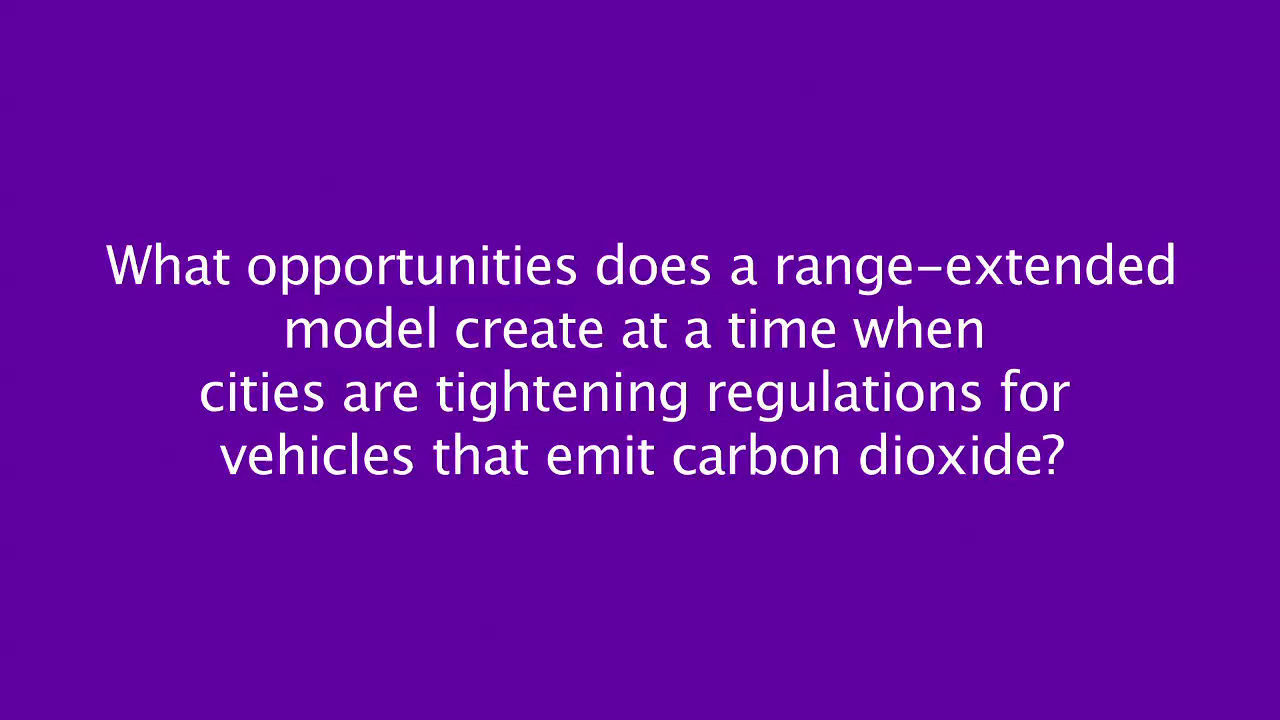 What opportunities does a range-extended
model create at a time when
cities are tightening regulations for
vehicles that emit carbon dioxide?